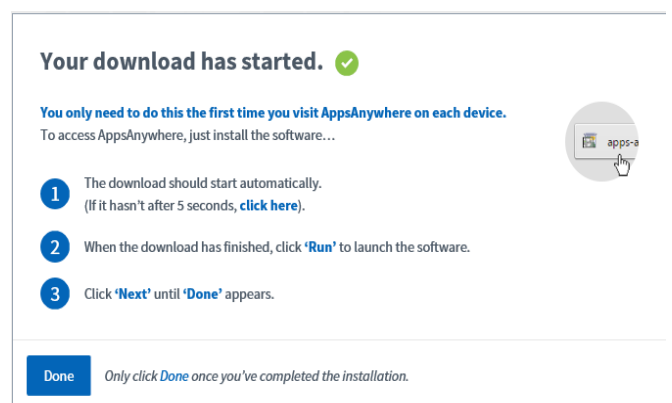 Your download has started.
You only need to do this the first time you visit AppsAnywhere on each device.
To access AppsAnywhere, just install the software...
apps-a
1
The download should start automatically.
(If it hasn't after 5 seconds, click here).
2
When the download has finished, click ‘Run’ to launch the software.
3
Click ‘Next’ until ‘Done’ appears.
Done
Only click Done once you've completed the installation.